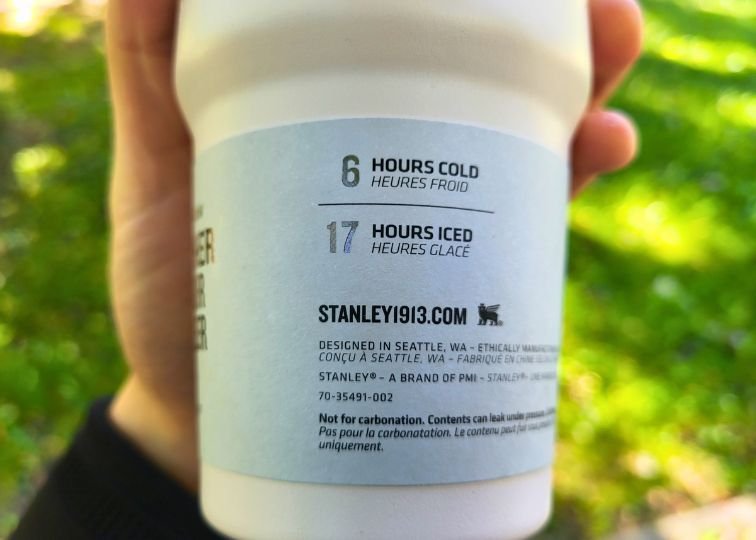 6 HOURS COLD
HEURES FROID
17 HOURS ICED
HEURES GLACÉ
STANLEY1913.COM
DESIGNED IN SEATTLE, WA – ETHICALLY
CONÇU À SEATTLE, WA – FABRIQUÉ EN CHINE
STANLEY® – A BRAND OF PMI – STANLEY®
70-35491-002
Not for carbonation. Contents can leak under pressure.
Pas pour la carbonatation. Le contenu peut fuir sous
uniquement.